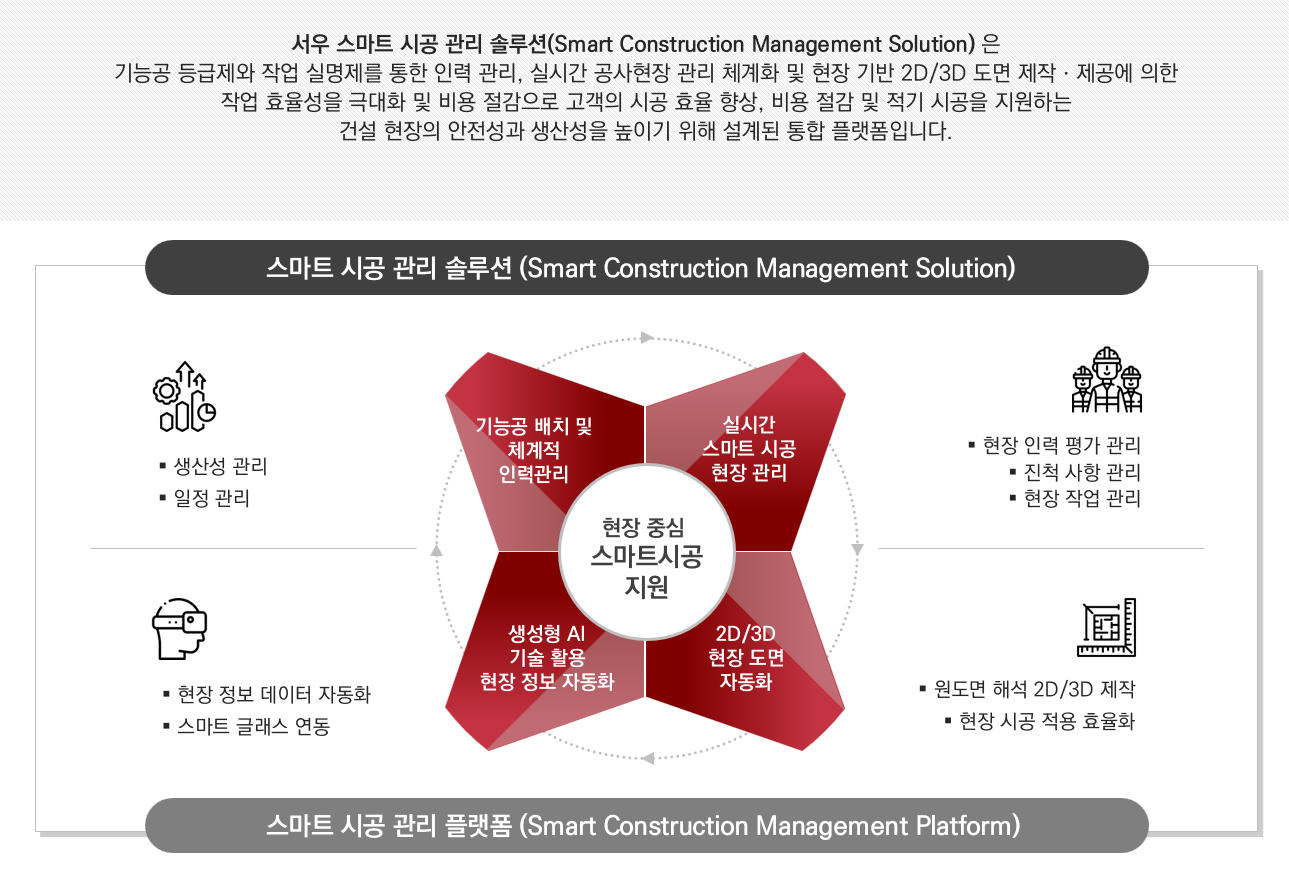 서우 스마트 시공 관리 솔루션(Smart Construction Management Solution) 은
기능공 등급제와 작업 실명제를 통한 인력 관리, 실시간 공사현장 관리 체계화 및 현장 기반 2D/3D 도면 제작 · 제공에 의한
작업 효율성을 극대화 및 비용 절감으로 고객의 시공 효율 향상, 비용 절감 및 적기 시공을 지원하는
건설 현장의 안전성과 생산성을 높이기 위해 설계된 통합 플랫폼입니다.
스마트 시공 관리 솔루션 (Smart Construction Management Solution)
▪ 생산성 관리
▪ 일정 관리
기능공 배치 및
체계적
인력관리
실시간
스마트 시공
현장 관리
▪ 현장 인력 평가 관리
▪ 진척 사항 관리
▪ 현장 작업 관리
현장 중심
스마트시공
지원
▪ 현장 정보 데이터 자동화
▪ 스마트 글래스 연동
생성형 AI
기술 활용
현장 정보 자동화
2D/3D
현장 도면
자동화
▪ 원도면 해석 2D/3D 제작
▪ 현장 시공 적용 효율화
스마트 시공 관리 플랫폼 (Smart Construction Management Platform)